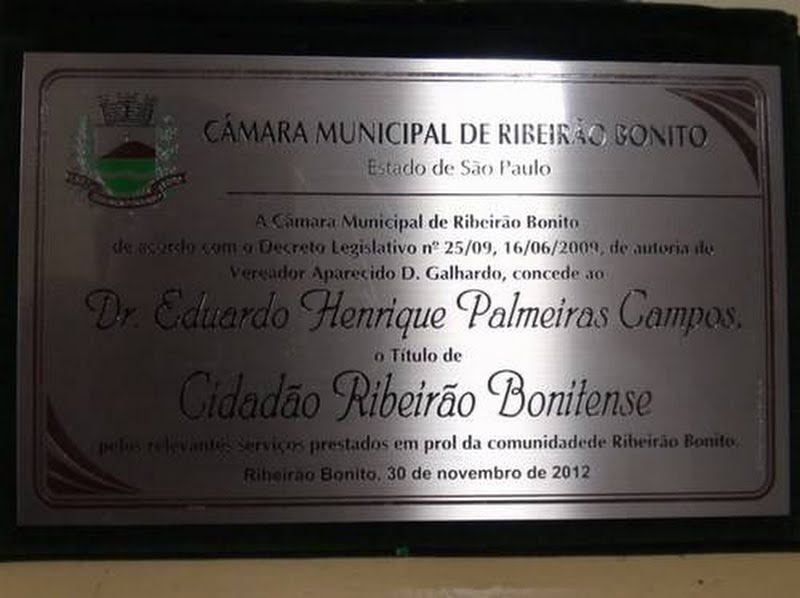 CÂMARA MUNICIPAL DE RIBEIRÃO BONITO
Estado de São Paulo
A Câmara Municipal de Ribeirão Bonito
de acordo com o Decreto Legislativo nº 25/09, 16/06/2009, de autoria do
Vereador Aparecido D. Galhardo, concede ao
Dr. Eduardo Henrique Palmeiras Campos,
o Título de
Cidadão Ribeirão Bonitense
pelos relevantes serviços prestados em prol da comunidadede Ribeirão Bonito.
Ribeirão Bonito, 30 de novembro de 2012